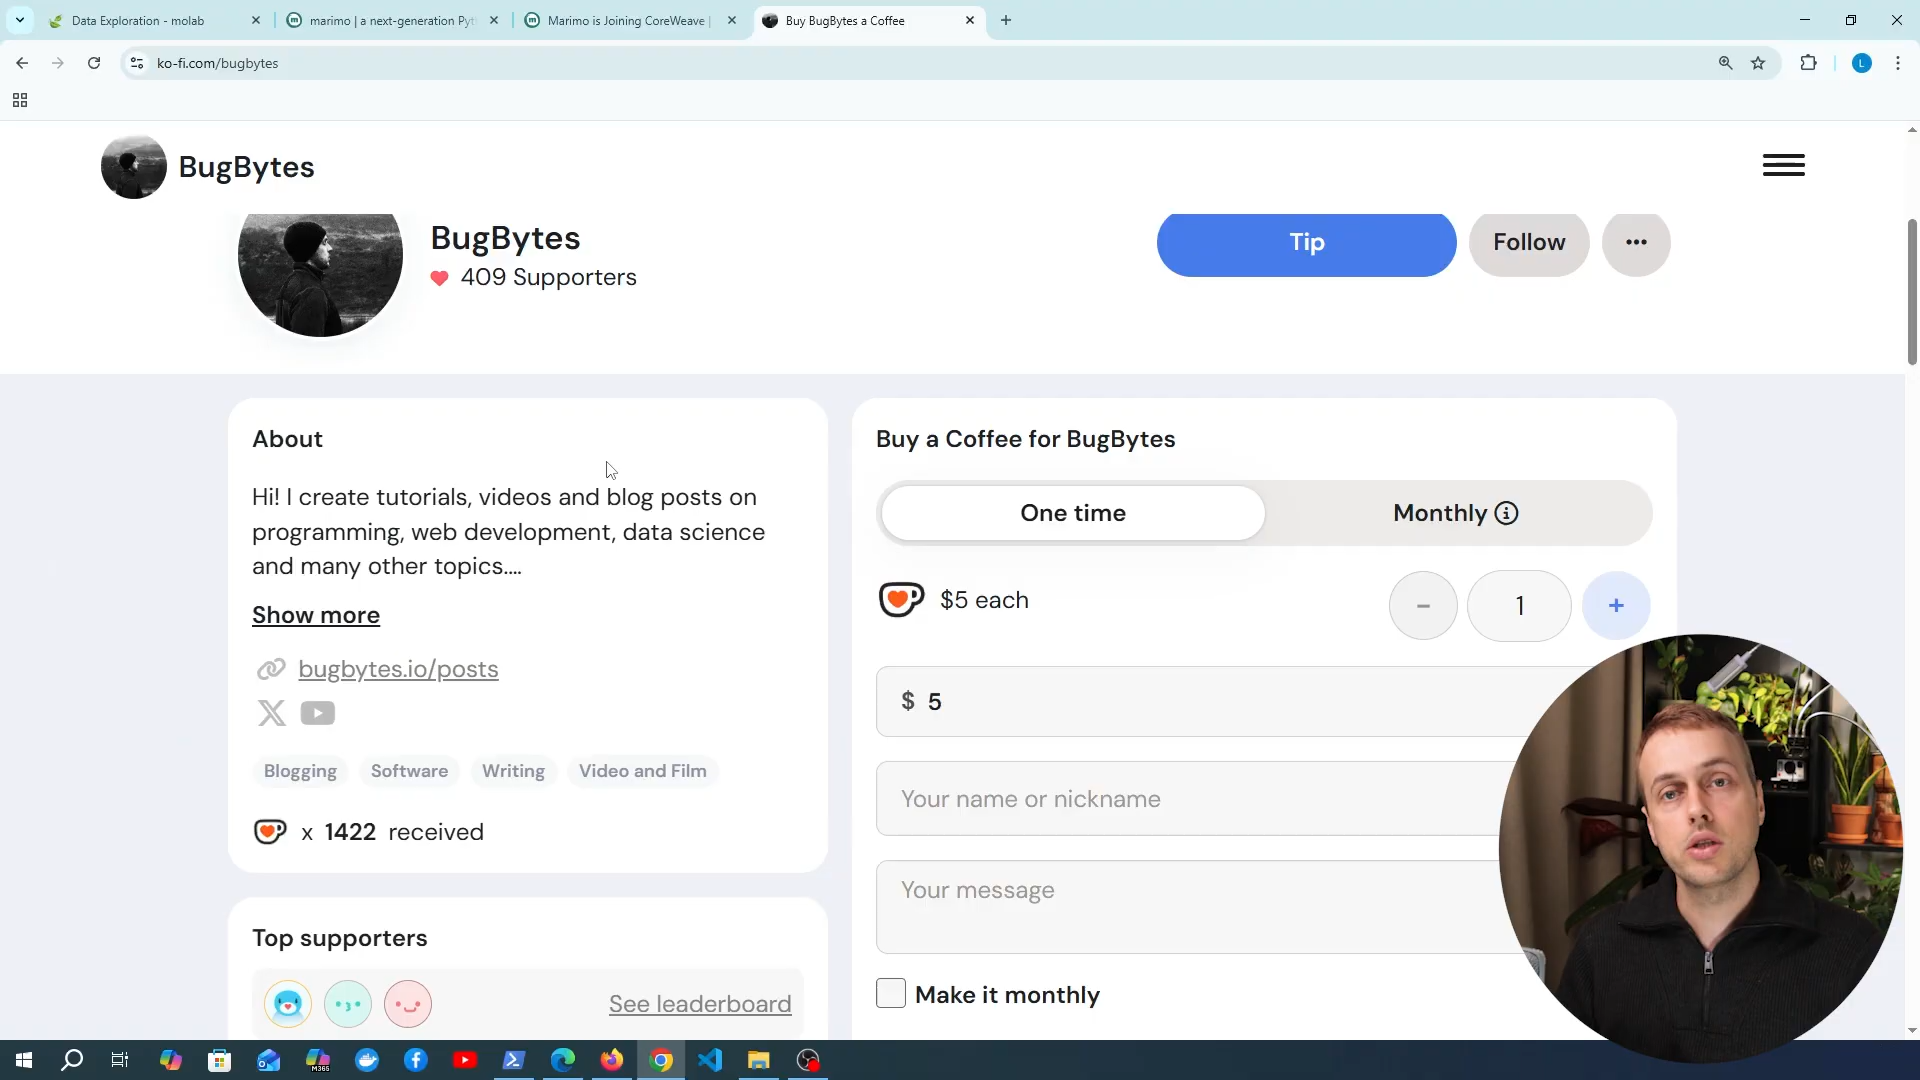 Data Exploration - molab
marimo | a next-generation Pyt
Marimo is Joining CoreWeave |
Buy BugBytes a Coffee
ko-fi.com/bugbytes
L
BugBytes
BugBytes
409 Supporters
Tip
Follow
About
Hi! I create tutorials, videos and blog posts on
programming, web development, data science
and many other topics....
Show more
bugbytes.io/posts
Blogging
Software
Writing
Video and Film
x 1422 received
Top supporters
See leaderboard
Buy a Coffee for BugBytes
One time
Monthly
$5 each
1
$ 5
Your name or nickname
Your message
Make it monthly
M365